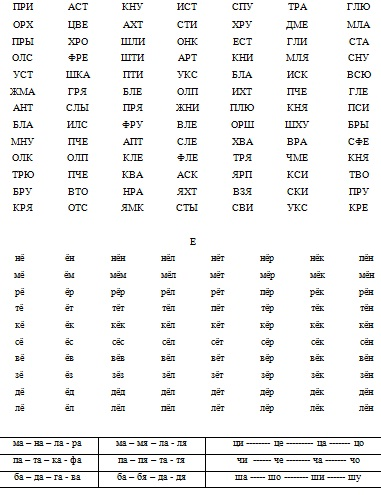 ПРИ АСТ КНУ ИСТ СПУ ТРА ГЛЮ
ОРХ ЦВЕ АХТ СТИ ХРУ ДМЕ МЛА
ПРЫ ХРО ШЛИ ОНК ЕСТ ГЛИ СТА
ОЛС ФРЕ ШТИ АРТ КНИ МЛЯ СНУ
УСТ ШКА ПТИ УКС БЛА ИСК ВСЮ
ЖМА ГРЯ БЛЕ ОЛП ИХТ ПЧЕ ГЛЕ
АНТ СЛЫ ПРЯ ЖНИ ПЛЮ КНЯ ПСИ
БЛА ИЛС ФРУ ВЛЕ ОРШ ШХУ БРЫ
МНУ ПЧЕ АПТ СЛЕ ХВА ВРА СФЕ
ОЛК ОЛП КЛЕ ФЛЕ ТРЯ ЧМЕ КНЯ
ТРЮ ПЧЕ КВА АСК ЯРП КСИ ТВО
БРУ ВТО НРА ЯХТ ВЗЯ СКИ ПРУ
КРЯ ОТС ЯМК СТЫ СВИ УКС КРЕ
Е
нё ён нён нёл нёт нёр нёк пён
мё ём мём мёл мёт мёр мёк мён
рё ёр рёр рёл рёт пёр рёк рён
тё ёт тёт тёл пёт тёр тёк тён
кё ёк кёк кёл кёт кёр кёк кён
сё ёс сёс сёл сёт сёр сёк сён
вё ёв вёв вёл вёт вёр вёк вён
зё ёз зёз зёл зёт зёр зёк зён
дё ёд дёд дёл дёт дёр дёк дён
лё ёл лёл пёл лёт лёр лёк лён
ма – на – ла - ра ма – мя – ла - ля ци -------- це --------- ца ------- цо
па – та – ка - фа па – пя – та - тя чи ------ че --------- ча ------- чо
ба – да – га - ва ба – бя – да - дя ша ----- шо -------- ши ------ шу